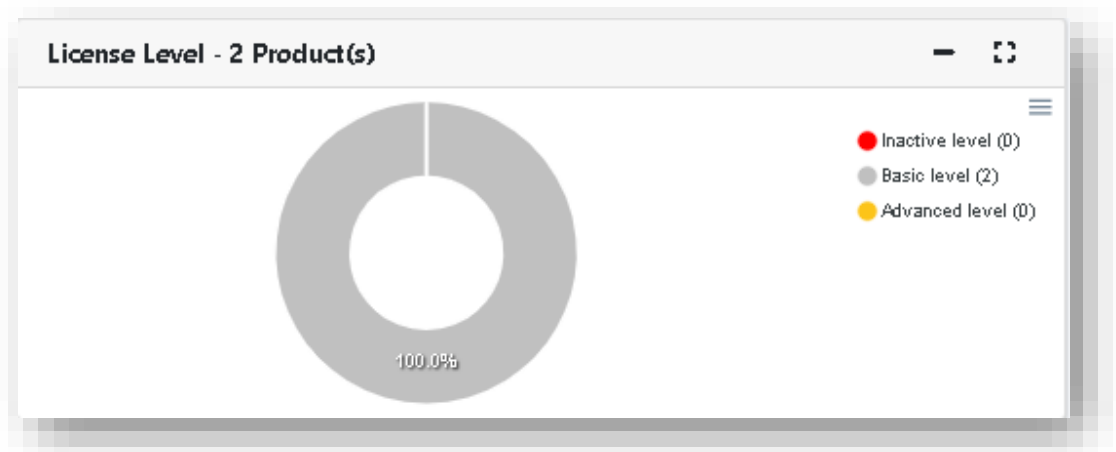 License Level - 2 Product(s)
Inactive level (0)
Basic level (2)
Advanced level (0)
100.0%